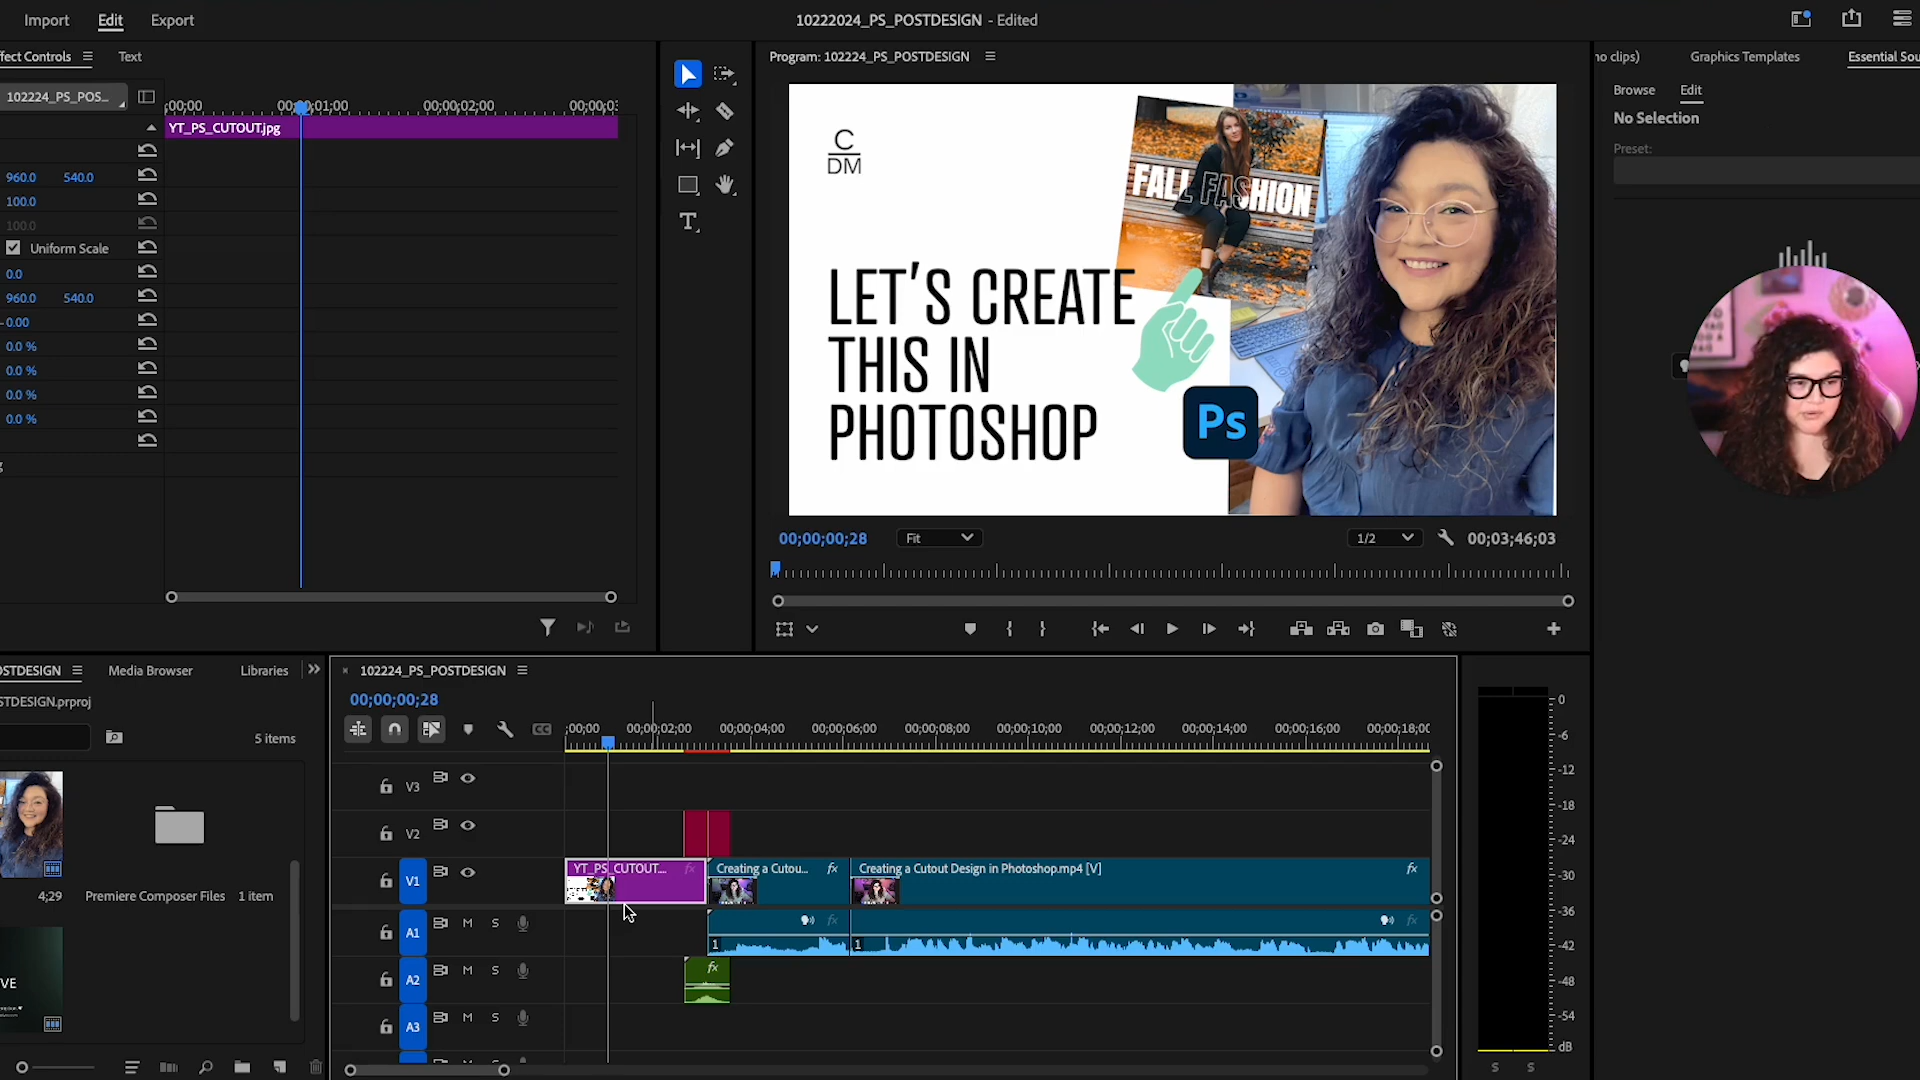 Import
Edit
Export
10222024_PS_POSTDESIGN - Edited
ffect Controls
Text
Program: 102224_PS_POSTDESIGN
no clips)
Graphics Templates
Essential Sou
102224_PS_POS...
;00;00
00;00;01;00
00;00;02;00
00;00;03
YT_PS_CUTOUT.jpg
960.0 540.0
100.0
100.0
Uniform Scale
0.0
960.0 540.0
0.00
0.0 %
0.0 %
0.0 %
0.0 %
Browse
Edit
No Selection
Preset:
C
DM
FALL FASHION
LET'S CREATE
THIS IN
PHOTOSHOP
Ps
00;00;00;28
Fit
1/2
00;03;46;03
OSTDESIGN
Media Browser
Libraries
STDESIGN.prproj
5 items
4;29
Premiere Composer Files 1 item
VE
102224_PS_POSTDESIGN
00;00;00;28
;00;00
00;00;02;00
00;00;04;00
00;00;06;00
00;00;08;00
00;00;10;00
00;00;12;00
00;00;14;00
00;00;16;00
00;00;18;00
V3
V2
V1
YT_PS_CUTOUT... fx
Creating a Cutou... fx
Creating a Cutout Design in Photoshop.mp4 [V] fx
A1 M S
1 fx
1 fx
A2 M S
fx
A3 M S
0
-6
-12
-18
-24
-30
-36
-42
-48
-54
dB
S S